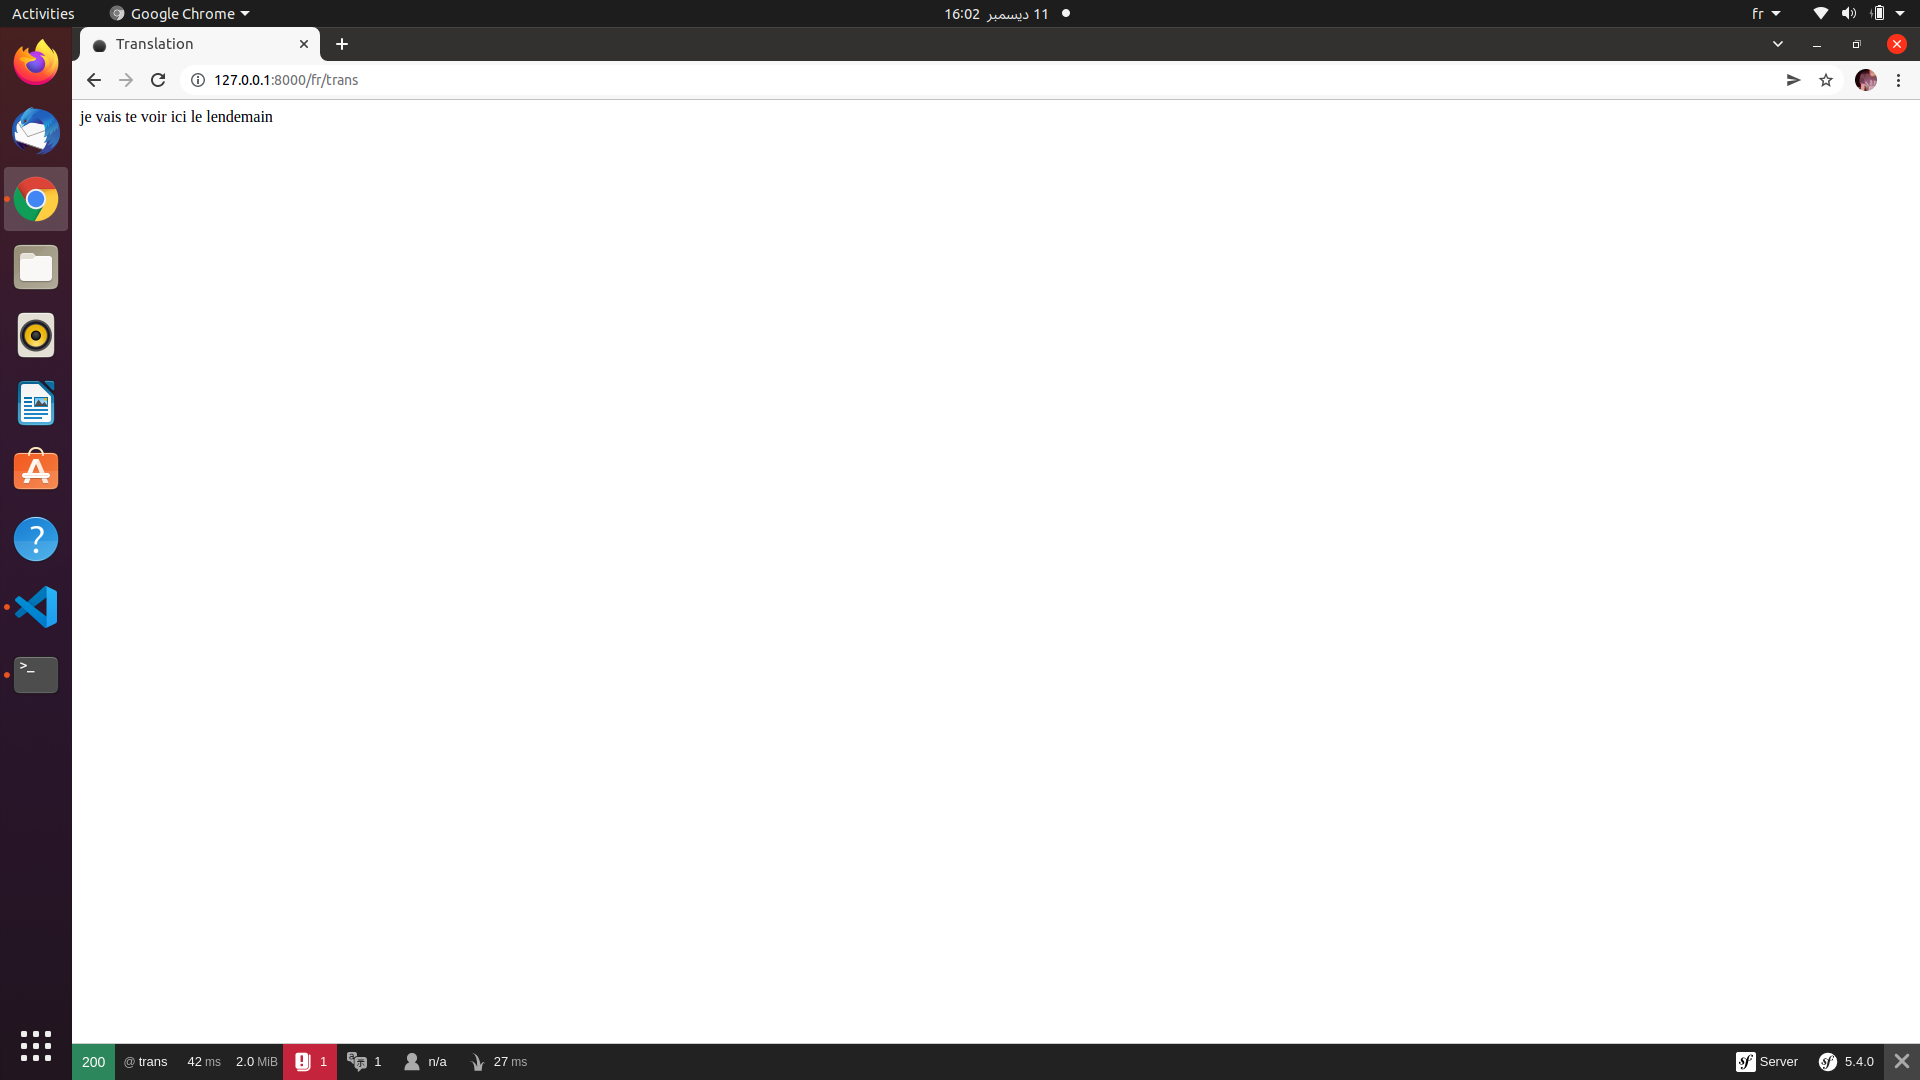 Activities
Google Chrome
11 ديسمبر 16:02
fr
Translation
127.0.0.1:8000/fr/trans
je vais te voir ici le lendemain
200 @ trans 42 ms 2.0 MiB 1 1 n/a 27 ms Server 5.4.0